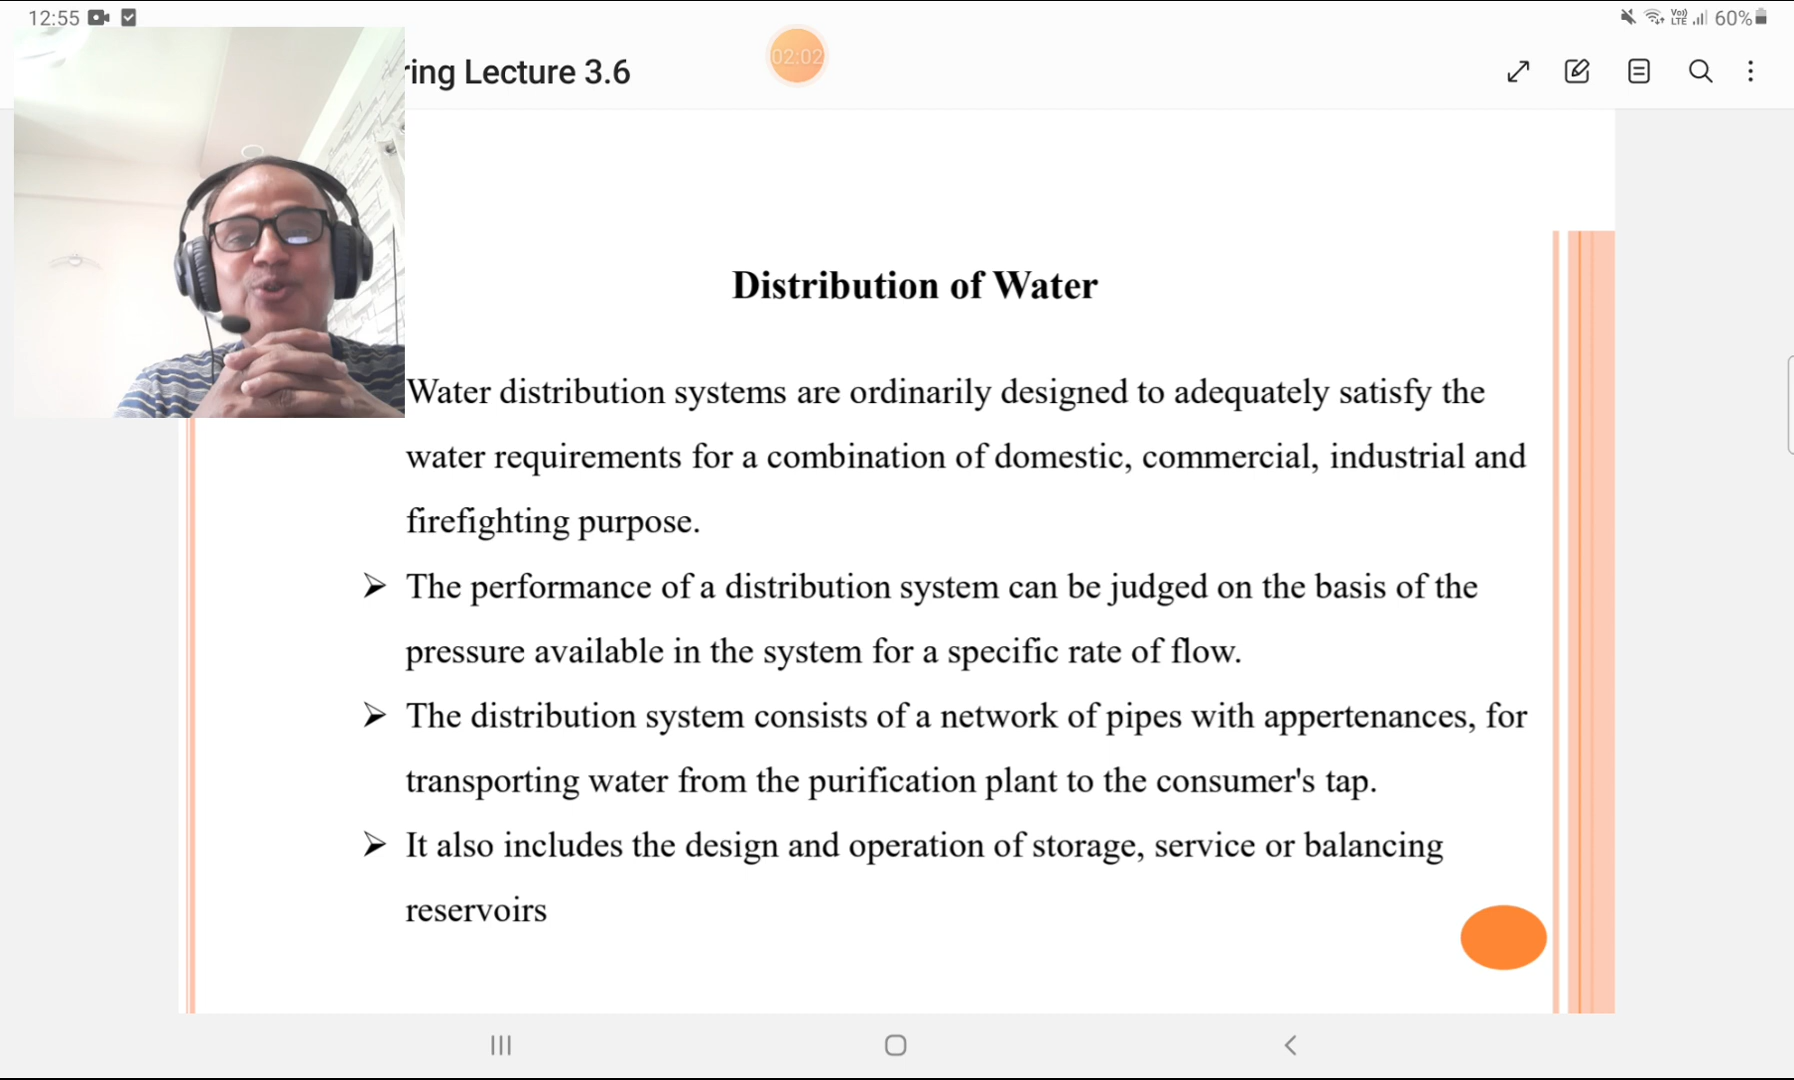 12:55
Vo))
LTE
60%
ring Lecture 3.6
02:02
Distribution of Water
Water distribution systems are ordinarily designed to adequately satisfy the
water requirements for a combination of domestic, commercial, industrial and
firefighting purpose.
➢ The performance of a distribution system can be judged on the basis of the
pressure available in the system for a specific rate of flow.
➢ The distribution system consists of a network of pipes with appertenances, for
transporting water from the purification plant to the consumer's tap.
➢ It also includes the design and operation of storage, service or balancing
reservoirs